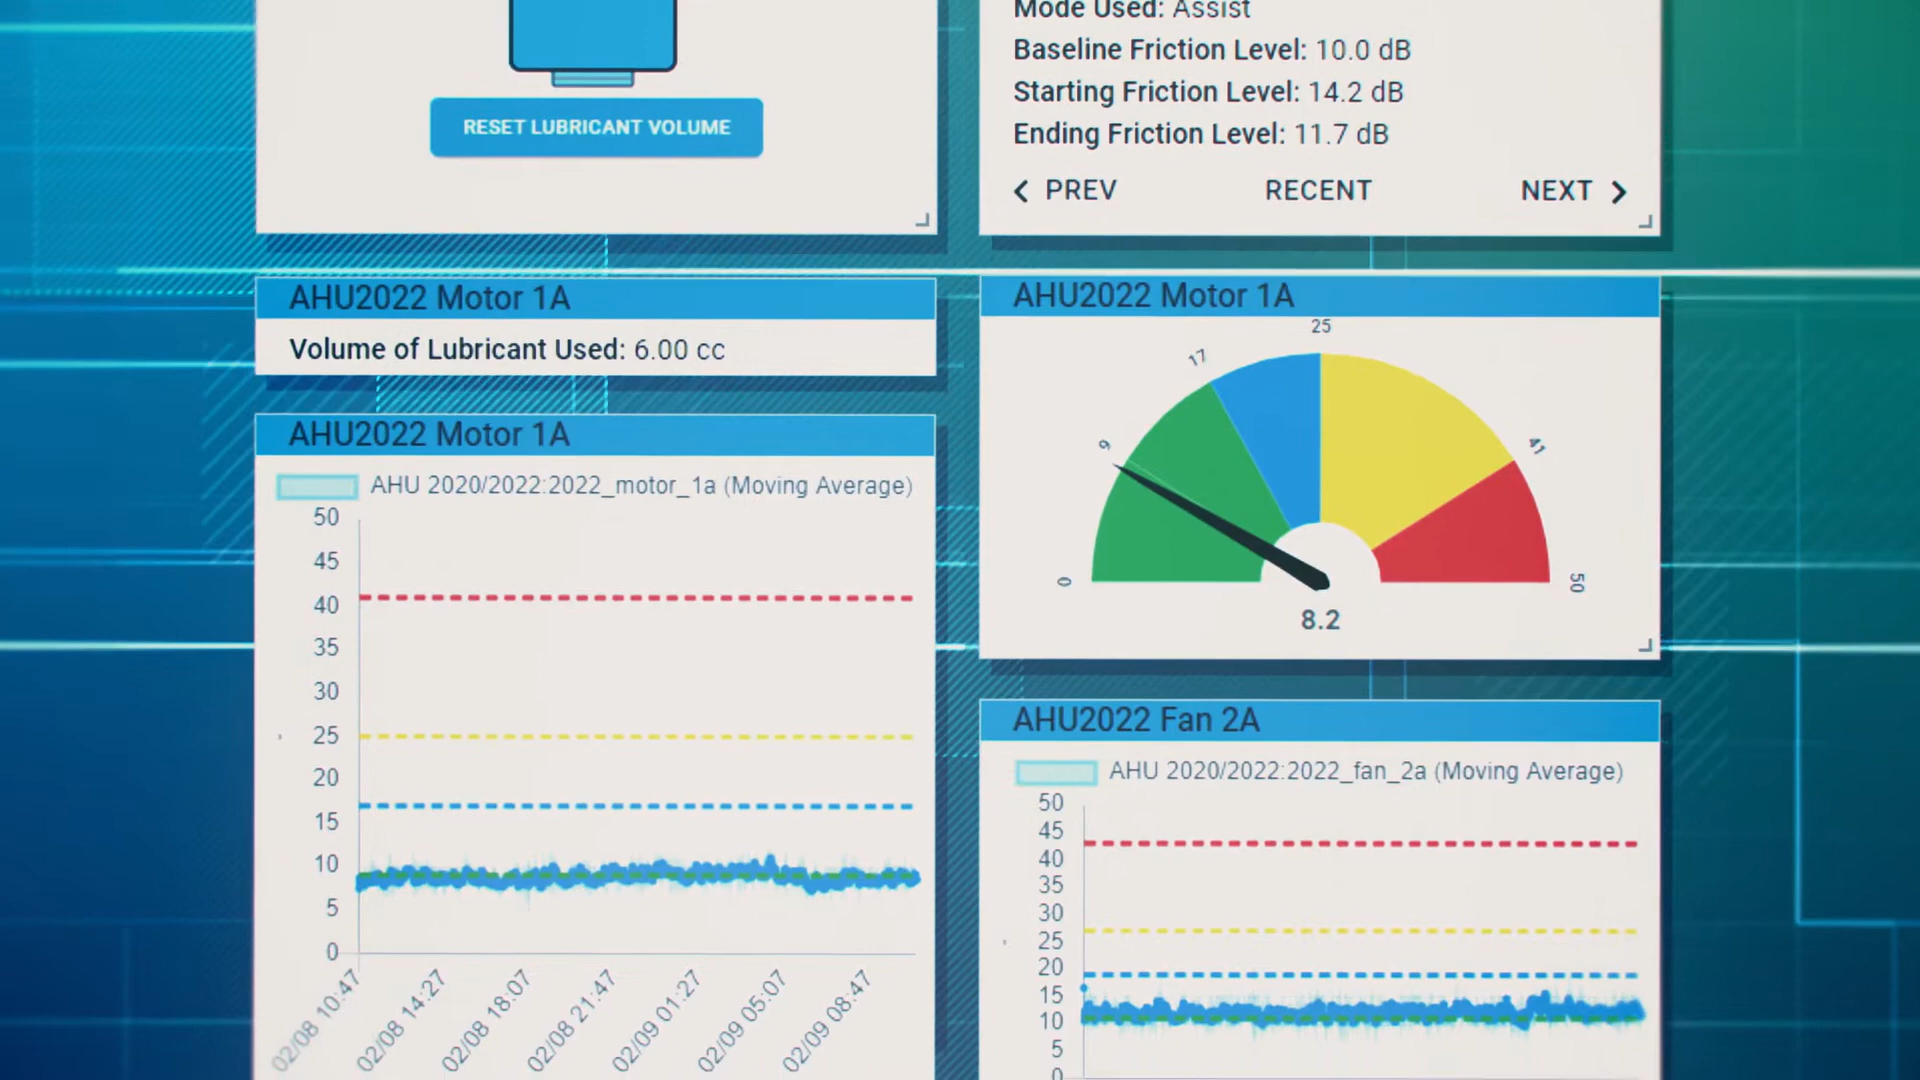 RESET LUBRICANT VOLUME
Mode Used: Assist
Baseline Friction Level: 10.0 dB
Starting Friction Level: 14.2 dB
Ending Friction Level: 11.7 dB
PREV RECENT NEXT
AHU2022 Motor 1A
Volume of Lubricant Used: 6.00 cc
AHU2022 Motor 1A
AHU 2020/2022:2022_motor_1a (Moving Average)
50
45
40
35
30
25
20
15
10
5
0
02/08 10:47 02/08 14:27 02/08 18:07 02/08 21:47 02/09 01:27 02/09 05:07 02/09 08:47
AHU2022 Motor 1A
0 9 17 25 41 50
8.2
AHU2022 Fan 2A
AHU 2020/2022:2022_fan_2a (Moving Average)
50
45
40
35
30
25
20
15
10
5
0